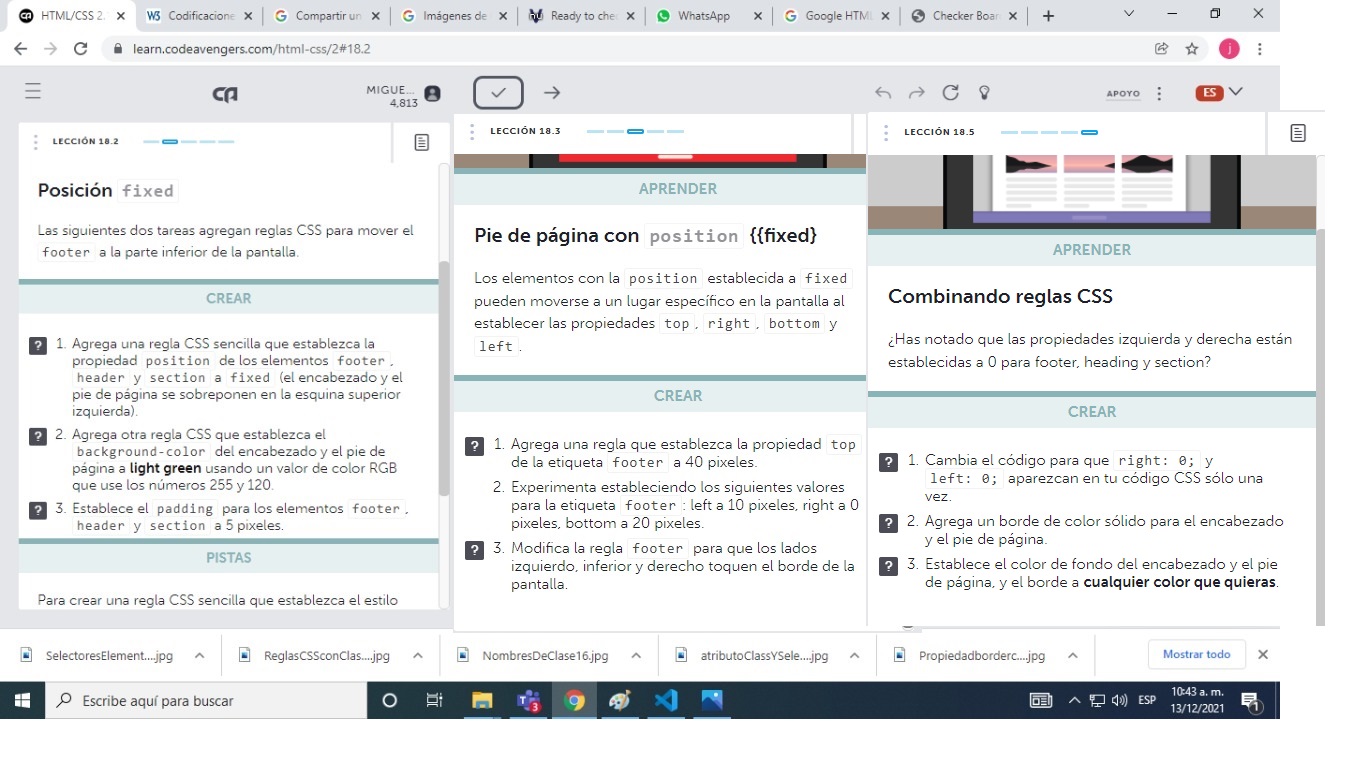 HTML/CSS 2.
Codificacione
Compartir un
Imágenes de
Ready to che
WhatsApp
Google HTML
Checker Boar
learn.codeavengers.com/html-css/2#18.2
MIGUE...
4,813
APOYO
ES
LECCIÓN 18.2
Posición fixed
Las siguientes dos tareas agregan reglas CSS para mover el
footer a la parte inferior de la pantalla.
CREAR
1. Agrega una regla CSS sencilla que establezca la
propiedad position de los elementos footer,
header y section a fixed (el encabezado y el
pie de página se sobreponen en la esquina superior
izquierda).
2. Agrega otra regla CSS que establezca el
background-color del encabezado y el pie de
página a light green usando un valor de color RGB
que use los números 255 y 120.
3. Establece el padding para los elementos footer,
header y section a 5 pixeles.
PISTAS
Para crear una regla CSS sencilla que establezca el estilo
LECCIÓN 18.3
APRENDER
Pie de página con position {{fixed}
Los elementos con la position establecida a fixed
pueden moverse a un lugar específico en la pantalla al
establecer las propiedades top, right, bottom y
left.
CREAR
1. Agrega una regla que establezca la propiedad top
de la etiqueta footer a 40 pixeles.
2. Experimenta estableciendo los siguientes valores
para la etiqueta footer: left a 10 pixeles, right a 0
pixeles, bottom a 20 pixeles.
3. Modifica la regla footer para que los lados
izquierdo, inferior y derecho toquen el borde de la
pantalla.
LECCIÓN 18.5
APRENDER
Combinando reglas CSS
¿Has notado que las propiedades izquierda y derecha están
establecidas a 0 para footer, heading y section?
CREAR
1. Cambia el código para que right: 0; y
left: 0; aparezcan en tu código CSS sólo una
vez.
2. Agrega un borde de color sólido para el encabezado
y el pie de página.
3. Establece el color de fondo del encabezado y el pie
de página, y el borde a cualquier color que quieras.
SelectoresElement....jpg
ReglasCSSconClas....jpg
NombresDeClase16.jpg
atributoClassYSele....jpg
Propiedadborderc....jpg
Mostrar todo
Escribe aquí para buscar
3
ESP
10:43 a. m.
13/12/2021
1